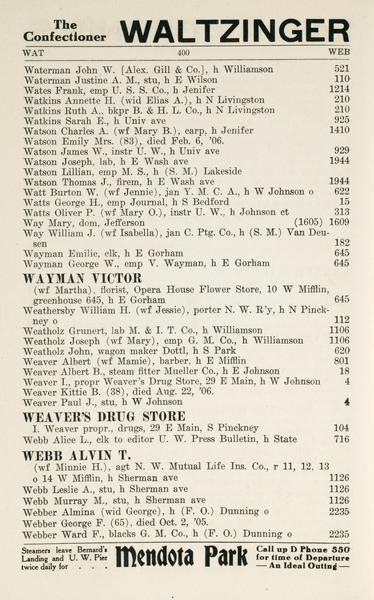 The
Confectioner WALTZINGER
WAT 400 WEB
Waterman John W. [Alex. Gill & Co.], h Williamson 521
Waterman Justine A. M., stu, h E Wilson 110
Wates Frank, emp U. S. S. Co., h Jenifer 1214
Watkins Annette H. (wid Elias A.), h N Livingston 210
Watkins Ruth A., bkpr B. & H. L. Co., h N Livingston 210
Watkins Sarah E., h Univ ave 925
Watson Charles A. (wf Mary B.), carp, h Jenifer 1410
Watson Emily Mrs. (83), died Feb. 6, '06.
Watson James W., instr U. W., h Univ ave 929
Watson Joseph, lab, h E Wash ave 1944
Watson Lillian, emp M. S., h (S. M.) Lakeside
Watson Thomas J., firem, h E Wash ave 1944
Watt Burton W. (wf Jennie), jan Y. M. C. A., h W Johnson o 622
Watts George H., emp Journal, h S Bedford 15
Watts Oliver P. (wf Mary O.), instr U. W., h Johnson ct 313
Way Mary, dom, Jefferson (1605) 1609
Way William J. (wf Isabella), jan C. Ptg. Co., h (S. M.) Van Deu-
sen 182
Wayman Emilie, clk, h E Gorham 645
Wayman George W., emp V. Wayman, h E Gorham 645
WAYMAN VICTOR
(wf Martha), florist, Opera House Flower Store, 10 W Mifflin,
greenhouse 645, h E Gorham 645
Weathersby William H. (wf Jessie), porter N. W. R'y, h N Pinck-
ney o 112
Weatholz Grunert, lab M. & I. T. Co., h Williamson 1106
Weatholz Joseph (wf Mary), emp G. M. Co., h Williamson 1106
Weatholz John, wagon maker Dottl, h S Park 620
Weaver Albert (wf Mamie), barber, h E Mifflin 801
Weaver Albert B., steam fitter Mueller Co., h E Johnson 18
Weaver I., propr Weaver's Drug Store, 29 E Main, h W Johnson 4
Weaver Kittie B. (38), died Aug. 22, '06.
Weaver Paul J., stu, h W Johnson 4
WEAVER'S DRUG STORE
I. Weaver propr., drugs, 29 E Main, S Pinckney 104
Webb Alice L., clk to editor U. W. Press Bulletin, h State 716
WEBB ALVIN T.
(wf Minnie H.), agt N. W. Mutual Life Ins. Co., r 11, 12, 13
o 14 W Mifflin, h Sherman ave 1126
Webb Leslie A., stu, h Sherman ave 1126
Webb Murray M., stu, h Sherman ave 1126
Webber Almina (wid George), h (F. O.) Dunning o 2235
Webber George F. (65), died Oct. 2, '05.
Webber Ward F., blacks G. M. Co., h (F. O.) Dunning o 2235
Steamers leave Bernard's
Landing and U. W. Pier
twice daily for . . .
Mendota Park
Call up D Phone 550
for time of Departure
— An Ideal Outing —